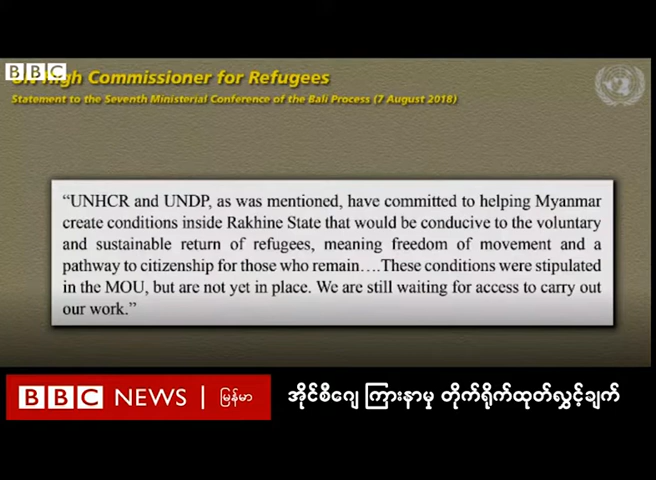 BBC
UN High Commissioner for Refugees
Statement to the Seventh Ministerial Conference of the Bali Process (7 August 2018)
“UNHCR and UNDP, as was mentioned, have committed to helping Myanmar
create conditions inside Rakhine State that would be conducive to the voluntary
and sustainable return of refugees, meaning freedom of movement and a
pathway to citizenship for those who remain….These conditions were stipulated
in the MOU, but are not yet in place. We are still waiting for access to carry out
our work.”
BBC NEWS | မြန်မာ
အိုင်စီဂျေ ကြားနာမှု တိုက်ရိုက်ထုတ်လွှင့်ချက်